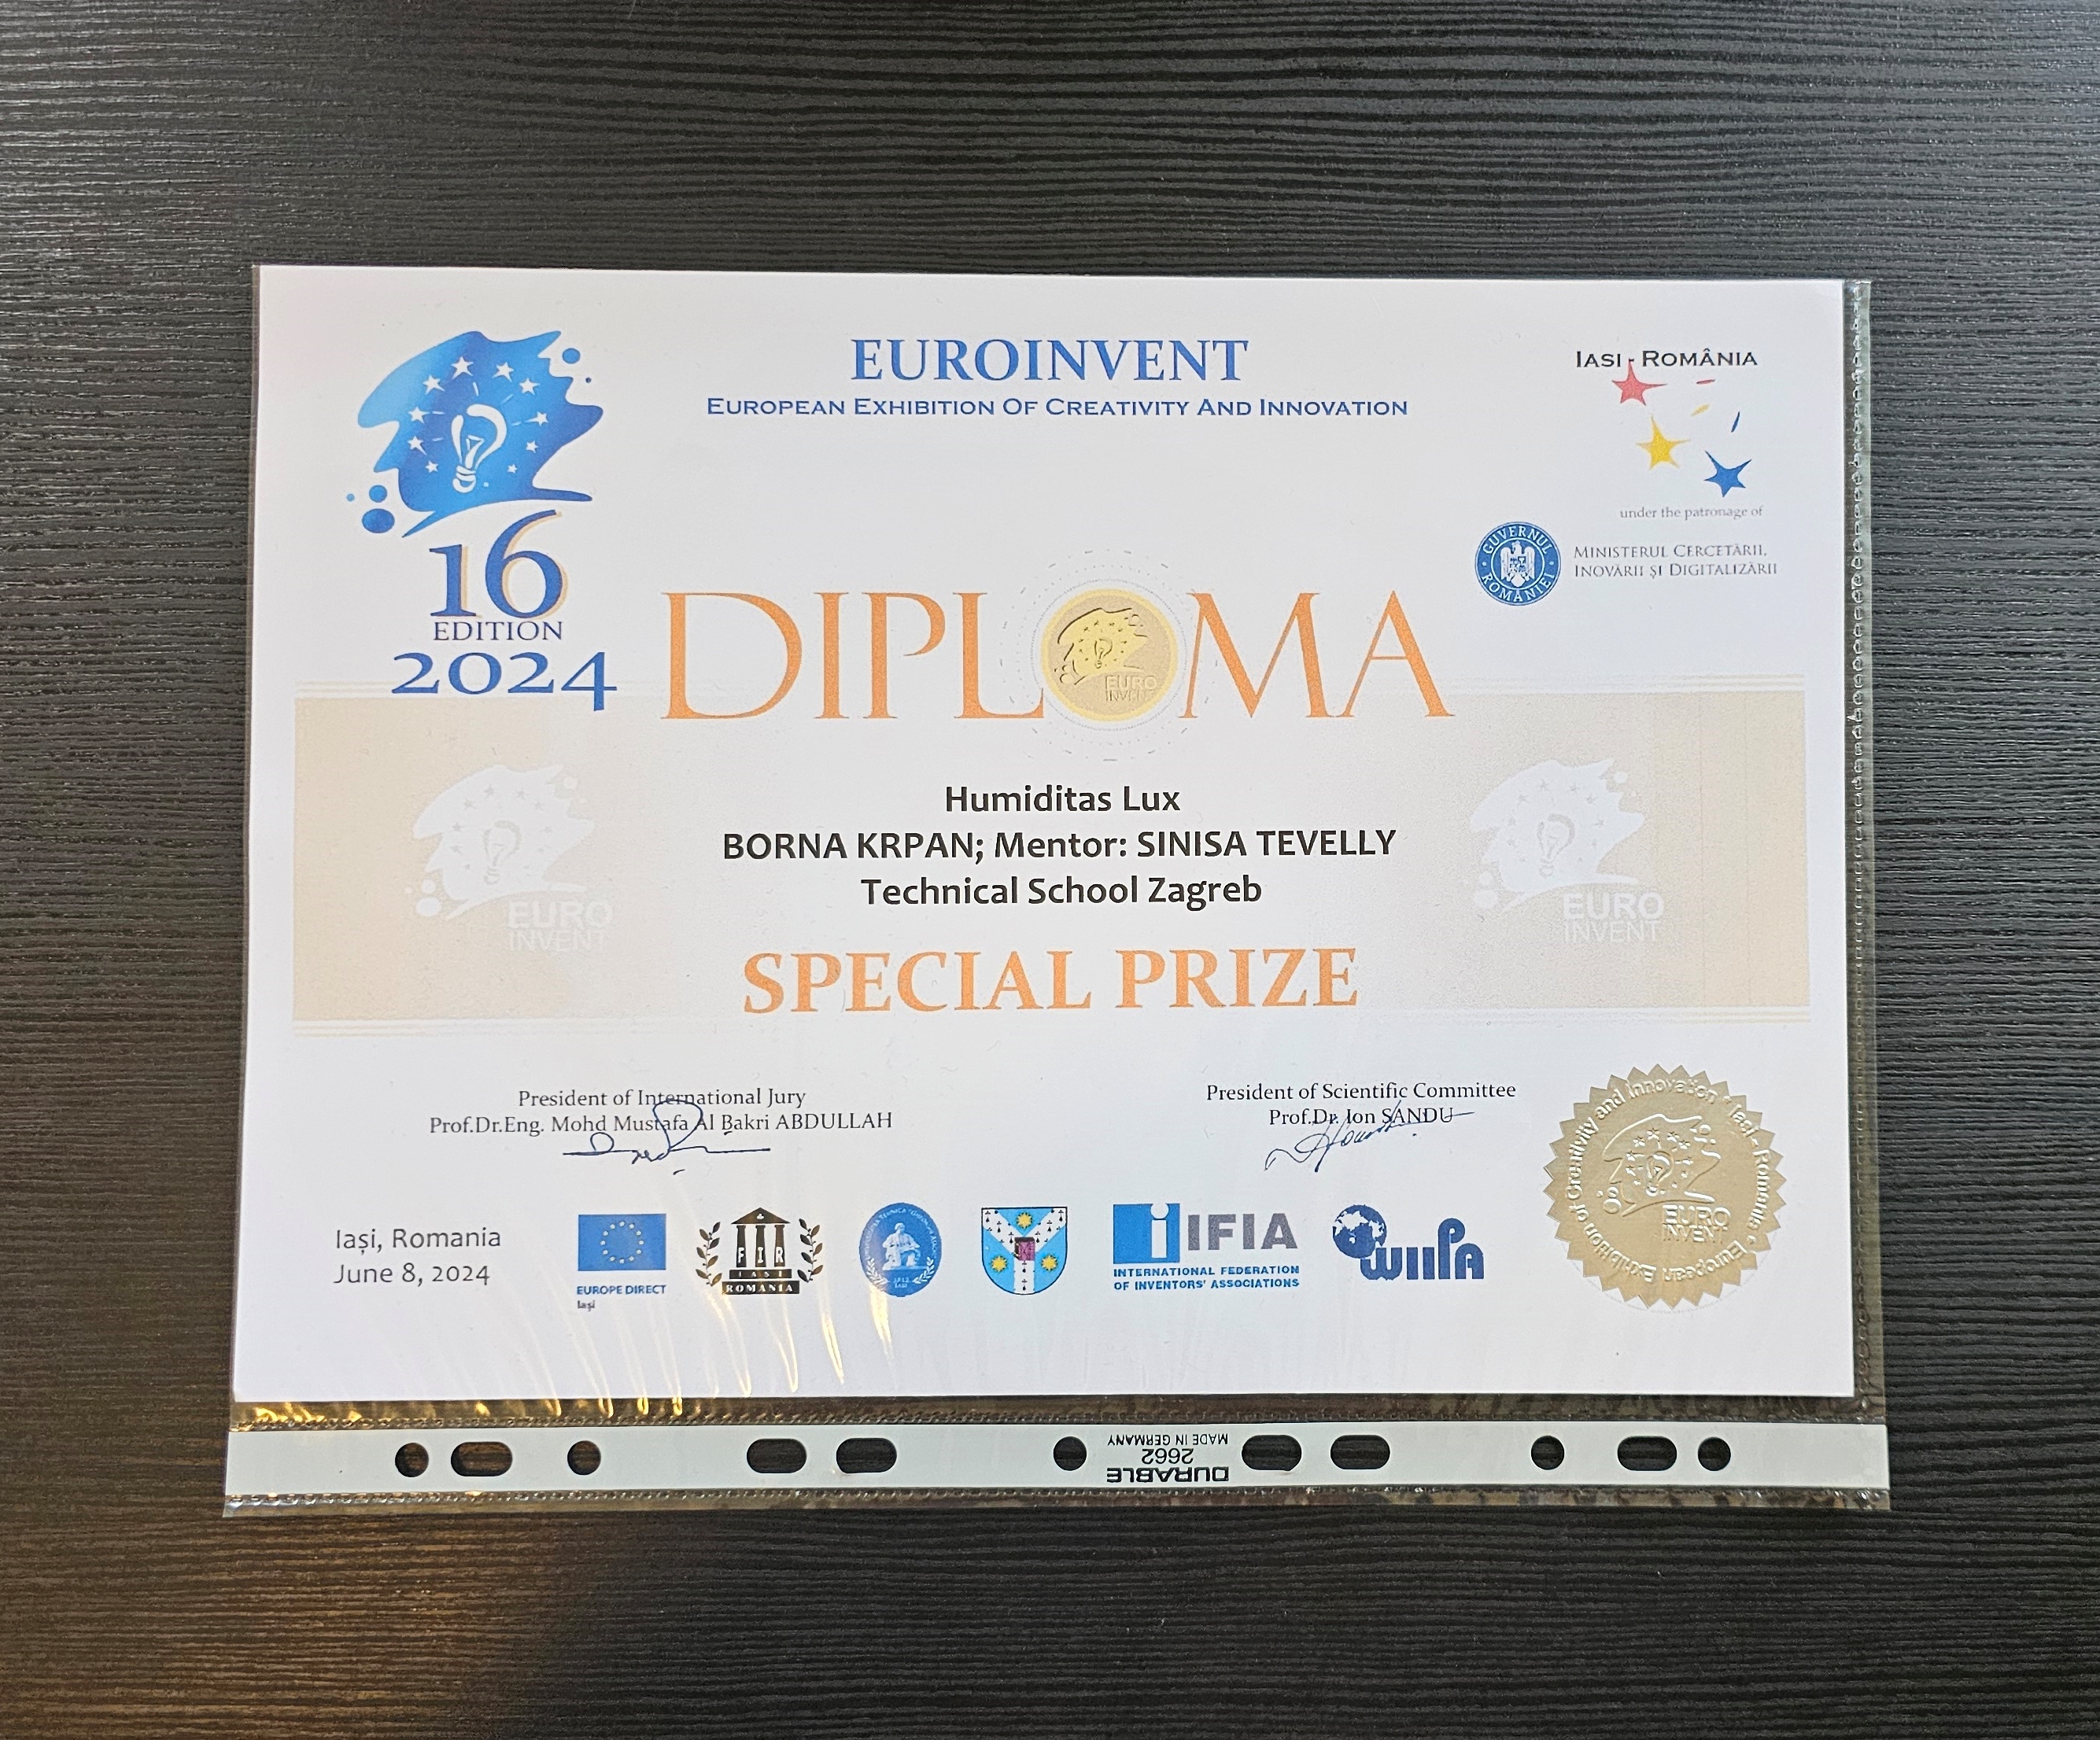 EUROINVENT
EUROPEAN EXHIBITION OF CREATIVITY AND INNOVATION
IASI - ROMÂNIA
under the patronage of
GUVERNUL ROMÂNIEI
MINISTERUL CERCETĂRII,
INOVĂRII ȘI DIGITALIZĂRII
16
EDITION
2024
DIPLOMA
EURO
INVENT
Humiditas Lux
BORNA KRPAN; Mentor: SINISA TEVELLY
Technical School Zagreb
EURO
INVENT
EURO
INVENT
SPECIAL PRIZE
President of International Jury
Prof.Dr.Eng. Mohd Mustafa Al Bakri ABDULLAH
President of Scientific Committee
Prof.Dr. Ion SANDU
Iași, Romania
June 8, 2024
EUROPE DIRECT
Iași
FIR
IASI
ROMANIA
IFIA
INTERNATIONAL FEDERATION
OF INVENTORS' ASSOCIATIONS
WIIPA
European Exhibition of Creativity and Innovation
Iasi - Romania
EURO
INVENT
DURABLE
2662
MADE IN GERMANY